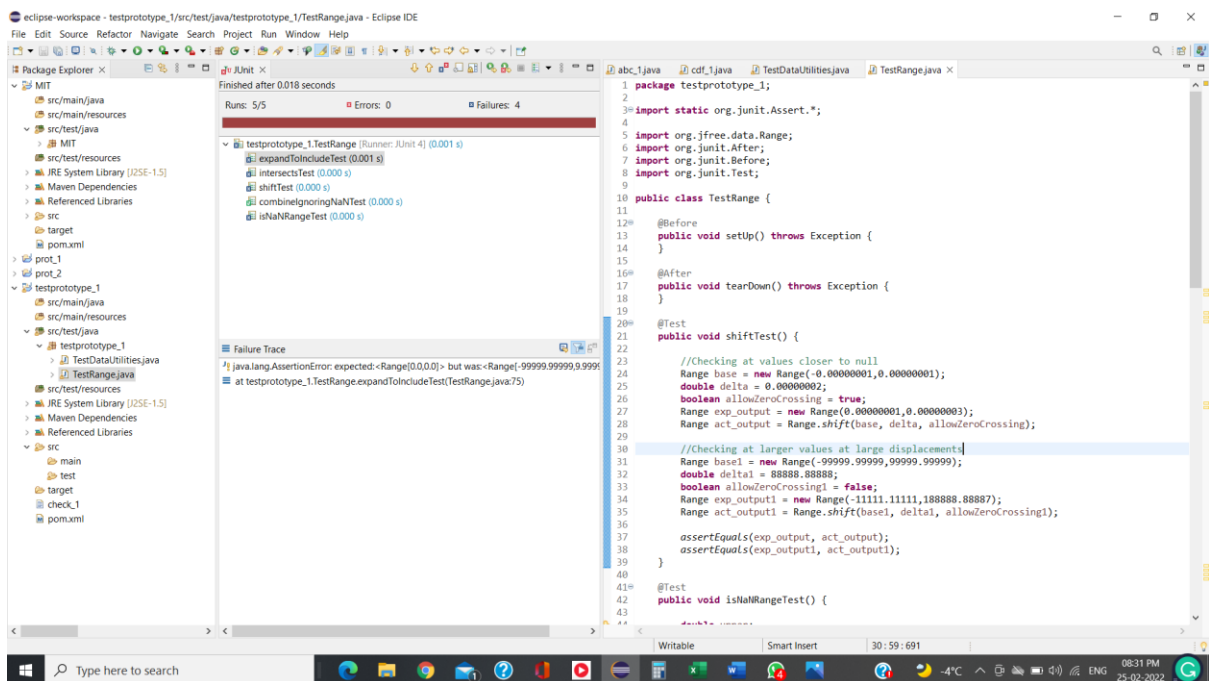 eclipse-workspace - testprototype_1/src/test/java/testprototype_1/TestRange.java - Eclipse IDE
File Edit Source Refactor Navigate Search Project Run Window Help
Package Explorer
MIT
src/main/java
src/main/resources
src/test/java
MIT
src/test/resources
JRE System Library [J2SE-1.5]
Maven Dependencies
Referenced Libraries
src
target
pom.xml
prot_1
prot_2
testprototype_1
src/main/java
src/main/resources
src/test/java
testprototype_1
TestDataUtilities.java
TestRange.java
src/test/resources
JRE System Library [J2SE-1.5]
Maven Dependencies
Referenced Libraries
src
main
test
target
check_1
pom.xml
JUnit
Finished after 0.018 seconds
Runs: 5/5 Errors: 0 Failures: 4
testprototype_1.TestRange [Runner: JUnit 4] (0.001 s)
expandToIncludeTest (0.001 s)
intersectsTest (0.000 s)
shiftTest (0.000 s)
combineIgnoringNaNTest (0.000 s)
isNaNRangeTest (0.000 s)
Failure Trace
java.lang.AssertionError: expected:<Range[0.0,0.0]> but was:<Range[-99999.99999,9.9999
at testprototype_1.TestRange.expandToIncludeTest(TestRange.java:75)
abc_1.java cdf_1.java TestDataUtilities.java TestRange.java
1 package testprototype_1;
2
3 import static org.junit.Assert.*;
4
5 import org.jfree.data.Range;
6 import org.junit.After;
7 import org.junit.Before;
8 import org.junit.Test;
9
10 public class TestRange {
11
12 @Before
13 public void setUp() throws Exception {
14 }
15
16 @After
17 public void tearDown() throws Exception {
18 }
19
20 @Test
21 public void shiftTest() {
22
23 //Checking at values closer to null
24 Range base = new Range(-0.00000001,0.00000001);
25 double delta = 0.00000002;
26 boolean allowZeroCrossing = true;
27 Range exp_output = new Range(0.00000001,0.00000003);
28 Range act_output = Range.shift(base, delta, allowZeroCrossing);
29
30 //Checking at larger values at large displacements
31 Range base1 = new Range(-99999.99999,99999.99999);
32 double delta1 = 88888.88888;
33 boolean allowZeroCrossing1 = false;
34 Range exp_output1 = new Range(-11111.11111,188888.88887);
35 Range act_output1 = Range.shift(base1, delta1, allowZeroCrossing1);
36
37 assertEquals(exp_output, act_output);
38 assertEquals(exp_output1, act_output1);
39 }
40
41 @Test
42 public void isNaNRangeTest() {
43
Writable Smart Insert 30 : 59 : 691
Type here to search
-4°C ENG 08:31 PM
25-02-2022